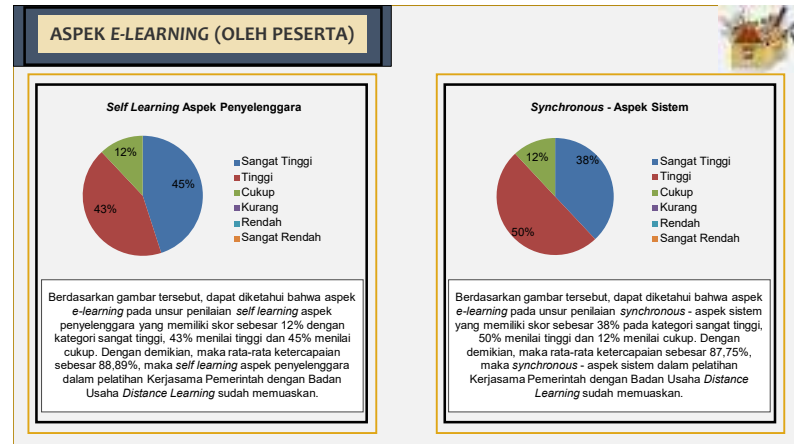 ASPEK E-LEARNING (OLEH PESERTA)
Self Learning Aspek Penyelenggara
12%
45%
43%
Sangat Tinggi
Tinggi
Cukup
Kurang
Rendah
Sangat Rendah
Berdasarkan gambar tersebut, dapat diketahui bahwa aspek
e-learning pada unsur penilaian self learning aspek
penyelenggara yang memiliki skor sebesar 12% dengan
kategori sangat tinggi, 43% menilai tinggi dan 45% menilai
cukup. Dengan demikian, maka rata-rata ketercapaian
sebesar 88,89%, maka self learning aspek penyelenggara
dalam pelatihan Kerjasama Pemerintah dengan Badan
Usaha Distance Learning sudah memuaskan.
Synchronous - Aspek Sistem
12%
38%
50%
Sangat Tinggi
Tinggi
Cukup
Kurang
Rendah
Sangat Rendah
Berdasarkan gambar tersebut, dapat diketahui bahwa aspek
e-learning pada unsur penilaian synchronous - aspek sistem
yang memiliki skor sebesar 38% pada kategori sangat tinggi,
50% menilai tinggi dan 12% menilai cukup. Dengan
demikian, maka rata-rata ketercapaian sebesar 87,75%,
maka synchronous - aspek sistem dalam pelatihan
Kerjasama Pemerintah dengan Badan Usaha Distance
Learning sudah memuaskan.